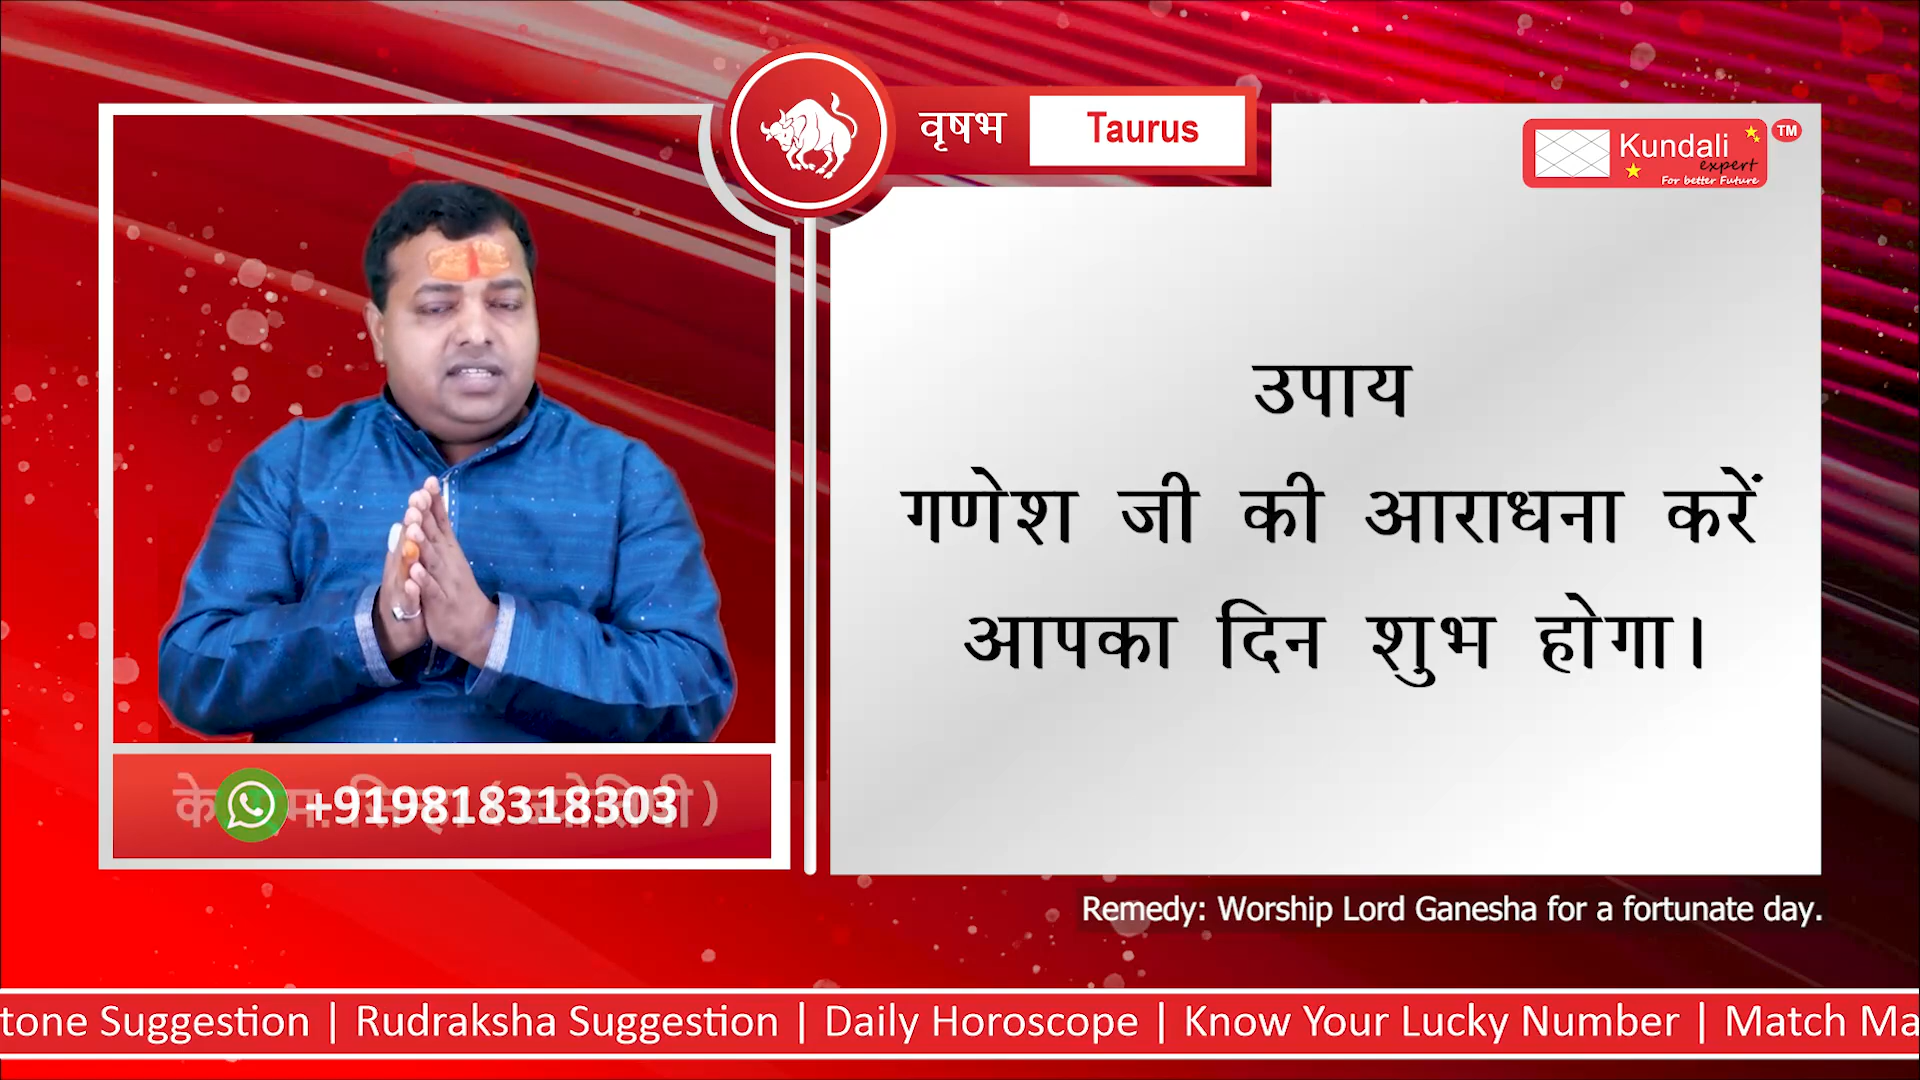 वृषभ
Taurus
Kundali
expert
For better Future
TM
उपाय
गणेश जी की आराधना करें
आपका दिन शुभ होगा।
+919818318303
Remedy: Worship Lord Ganesha for a fortunate day.
tone Suggestion | Rudraksha Suggestion | Daily Horoscope | Know Your Lucky Number | Match Ma